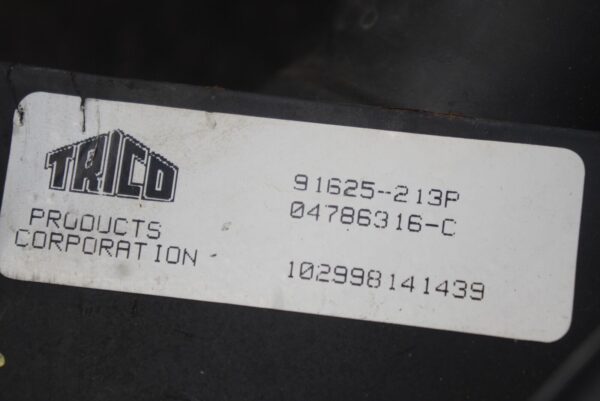 TRICO
PRODUCTS
CORPORATION
91625-213P
04786316-C
102998141439